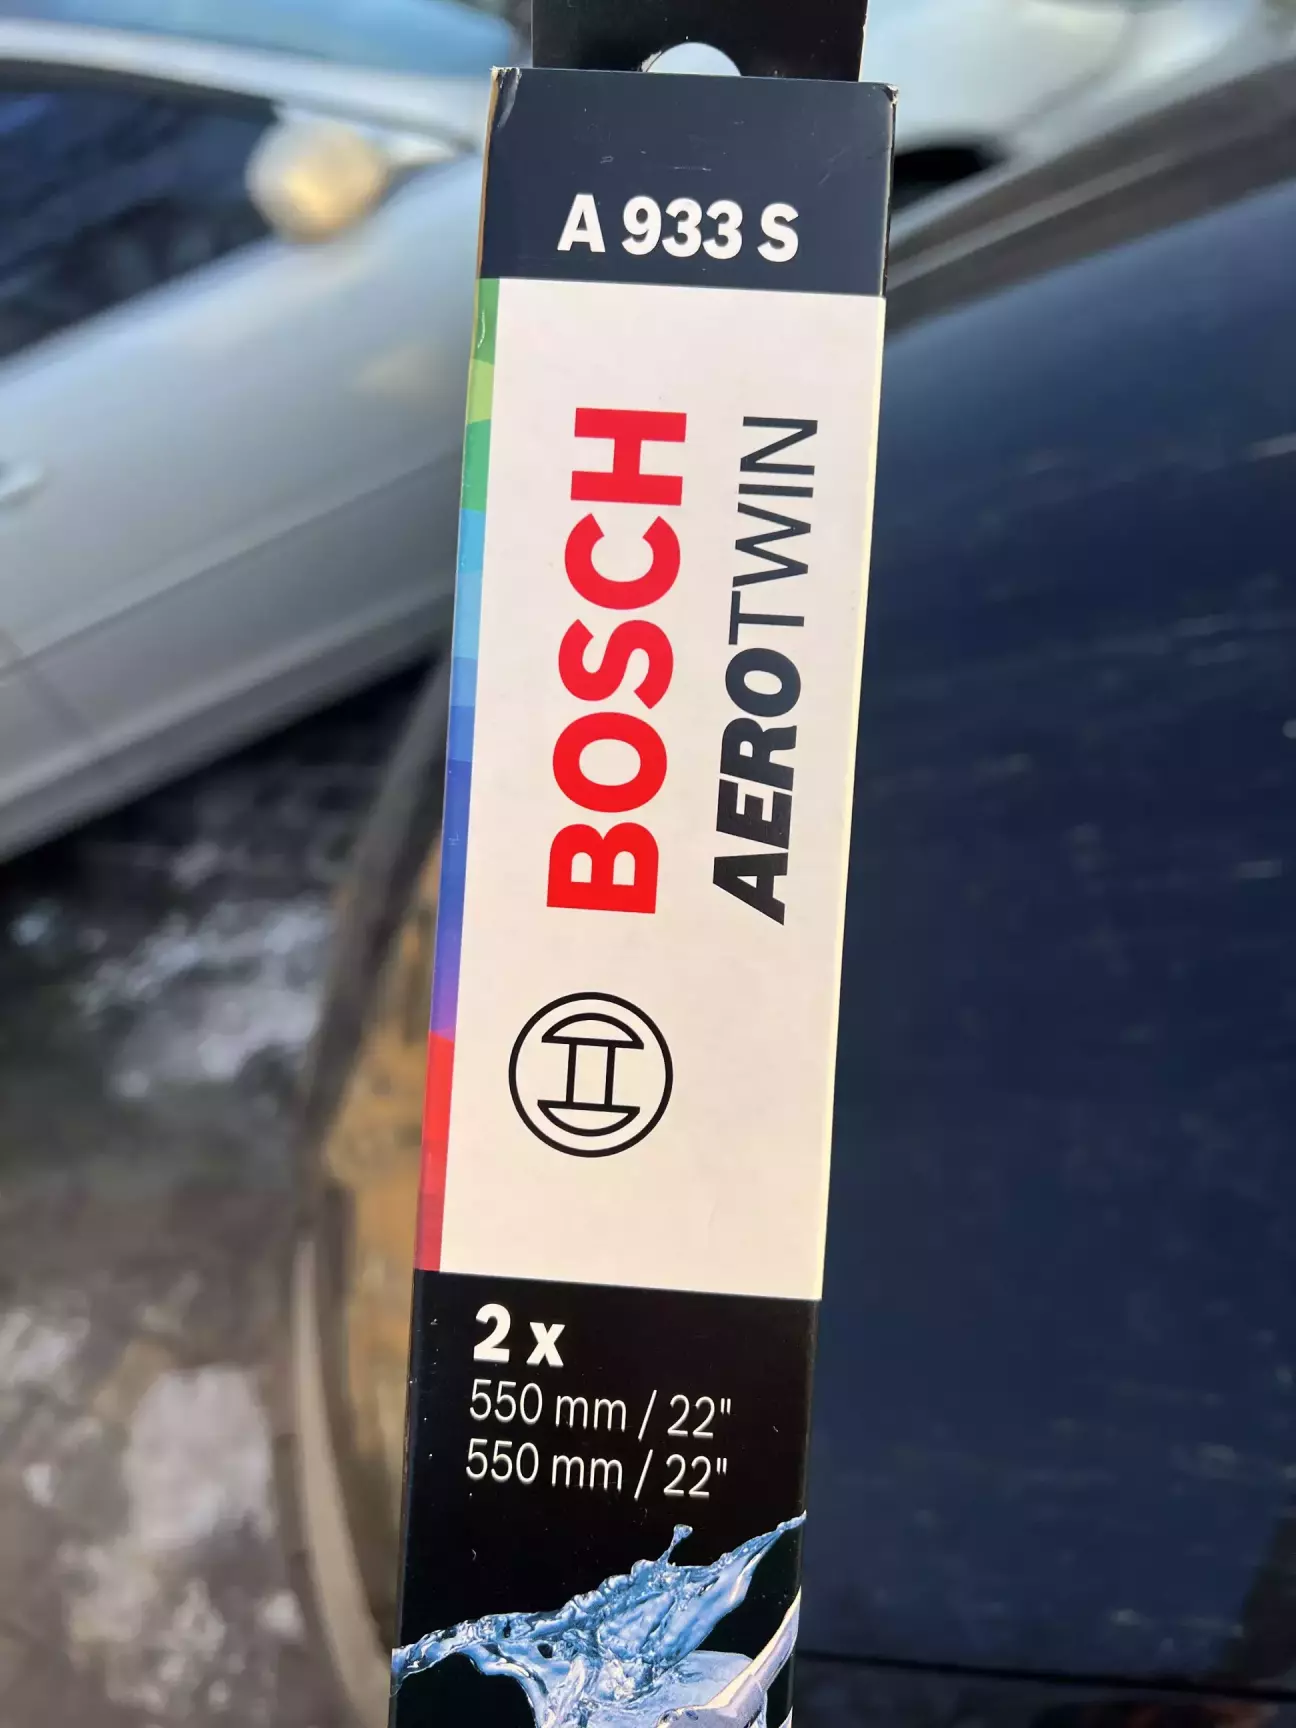 A 933 S
BOSCH
AEROTWIN
2 x
550 mm / 22"
550 mm / 22"